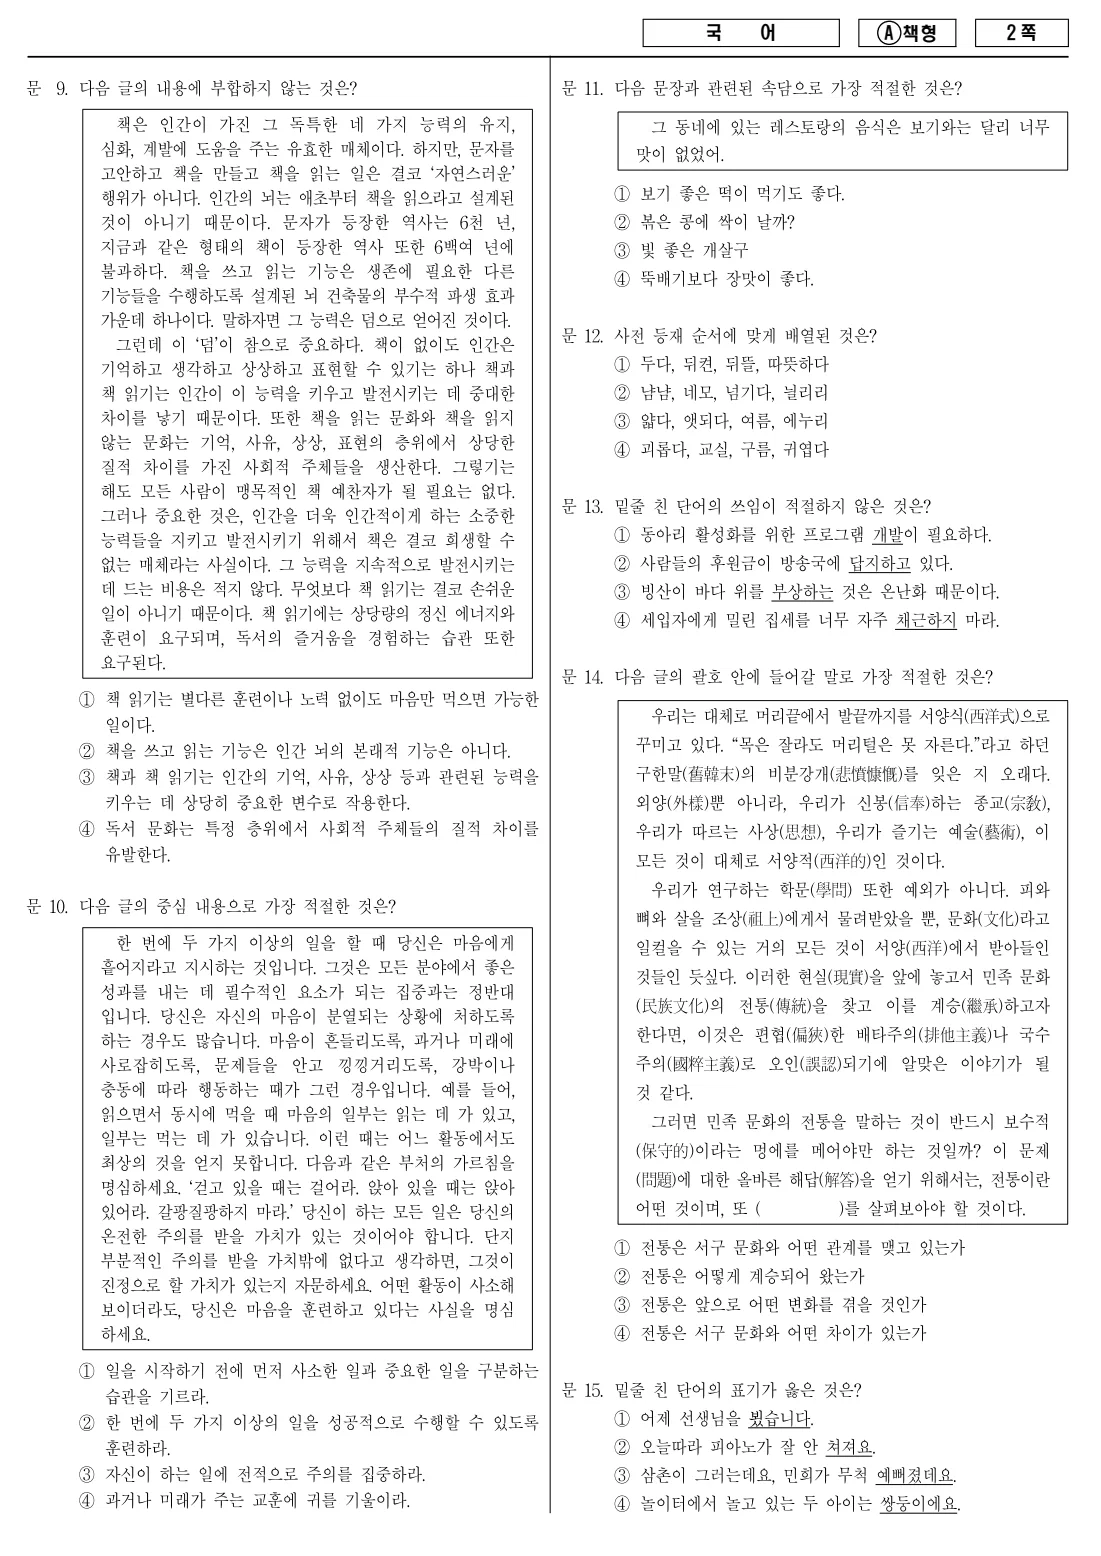 국 어
Ⓐ책형
2쪽
문 9. 다음 글의 내용에 부합하지 않는 것은?
책은 인간이 가진 그 독특한 네 가지 능력의 유지,
심화, 계발에 도움을 주는 유효한 매체이다. 하지만, 문자를
고안하고 책을 만들고 책을 읽는 일은 결코 ‘자연스러운’
행위가 아니다. 인간의 뇌는 애초부터 책을 읽으라고 설계된
것이 아니기 때문이다. 문자가 등장한 역사는 6천 년,
지금과 같은 형태의 책이 등장한 역사 또한 6백여 년에
불과하다. 책을 쓰고 읽는 기능은 생존에 필요한 다른
기능들을 수행하도록 설계된 뇌 건축물의 부수적 파생 효과
가운데 하나이다. 말하자면 그 능력은 덤으로 얻어진 것이다.
그런데 이 ‘덤’이 참으로 중요하다. 책이 없이도 인간은
기억하고 생각하고 상상하고 표현할 수 있기는 하나 책과
책 읽기는 인간이 이 능력을 키우고 발전시키는 데 중대한
차이를 낳기 때문이다. 또한 책을 읽는 문화와 책을 읽지
않는 문화는 기억, 사유, 상상, 표현의 층위에서 상당한
질적 차이를 가진 사회적 주체들을 생산한다. 그렇기는
해도 모든 사람이 맹목적인 책 예찬자가 될 필요는 없다.
그러나 중요한 것은, 인간을 더욱 인간적이게 하는 소중한
능력들을 지키고 발전시키기 위해서 책은 결코 희생할 수
없는 매체라는 사실이다. 그 능력을 지속적으로 발전시키는
데 드는 비용은 적지 않다. 무엇보다 책 읽기는 결코 손쉬운
일이 아니기 때문이다. 책 읽기에는 상당량의 정신 에너지와
훈련이 요구되며, 독서의 즐거움을 경험하는 습관 또한
요구된다.
① 책 읽기는 별다른 훈련이나 노력 없이도 마음만 먹으면 가능한
일이다.
② 책을 쓰고 읽는 기능은 인간 뇌의 본래적 기능은 아니다.
③ 책과 책 읽기는 인간의 기억, 사유, 상상 등과 관련된 능력을
키우는 데 상당히 중요한 변수로 작용한다.
④ 독서 문화는 특정 층위에서 사회적 주체들의 질적 차이를
유발한다.
문 10. 다음 글의 중심 내용으로 가장 적절한 것은?
한 번에 두 가지 이상의 일을 할 때 당신은 마음에게
흩어지라고 지시하는 것입니다. 그것은 모든 분야에서 좋은
성과를 내는 데 필수적인 요소가 되는 집중과는 정반대
입니다. 당신은 자신의 마음이 분열되는 상황에 처하도록
하는 경우도 많습니다. 마음이 흔들리도록, 과거나 미래에
사로잡히도록, 문제들을 안고 낑낑거리도록, 강박이나
충동에 따라 행동하는 때가 그런 경우입니다. 예를 들어,
읽으면서 동시에 먹을 때 마음의 일부는 읽는 데 가 있고,
일부는 먹는 데 가 있습니다. 이런 때는 어느 활동에서도
최상의 것을 얻지 못합니다. 다음과 같은 부처의 가르침을
명심하세요. ‘걷고 있을 때는 걸어라. 앉아 있을 때는 앉아
있어라. 갈팡질팡하지 마라.’ 당신이 하는 모든 일은 당신의
온전한 주의를 받을 가치가 있는 것이어야 합니다. 단지
부분적인 주의를 받을 가치밖에 없다고 생각하면, 그것이
진정으로 할 가치가 있는지 자문하세요. 어떤 활동이 사소해
보이더라도, 당신은 마음을 훈련하고 있다는 사실을 명심
하세요.
① 일을 시작하기 전에 먼저 사소한 일과 중요한 일을 구분하는
습관을 기르라.
② 한 번에 두 가지 이상의 일을 성공적으로 수행할 수 있도록
훈련하라.
③ 자신이 하는 일에 전적으로 주의를 집중하라.
④ 과거나 미래가 주는 교훈에 귀를 기울이라.
문 11. 다음 문장과 관련된 속담으로 가장 적절한 것은?
그 동네에 있는 레스토랑의 음식은 보기와는 달리 너무
맛이 없었어.
① 보기 좋은 떡이 먹기도 좋다.
② 볶은 콩에 싹이 날까?
③ 빛 좋은 개살구
④ 뚝배기보다 장맛이 좋다.
문 12. 사전 등재 순서에 맞게 배열된 것은?
① 두다, 뒤켠, 뒤뜰, 따뜻하다
② 냠냠, 네모, 넘기다, 늴리리
③ 얇다, 앳되다, 여름, 에누리
④ 괴롭다, 교실, 구름, 귀엽다
문 13. 밑줄 친 단어의 쓰임이 적절하지 않은 것은?
① 동아리 활성화를 위한 프로그램 개발이 필요하다.
② 사람들의 후원금이 방송국에 답지하고 있다.
③ 빙산이 바다 위를 부상하는 것은 온난화 때문이다.
④ 세입자에게 밀린 집세를 너무 자주 채근하지 마라.
문 14. 다음 글의 괄호 안에 들어갈 말로 가장 적절한 것은?
우리는 대체로 머리끝에서 발끝까지를 서양식(西洋式)으로
꾸미고 있다. “목은 잘라도 머리털은 못 자른다.”라고 하던
구한말(舊韓末)의 비분강개(悲憤慷慨)를 잊은 지 오래다.
외양(外樣)뿐 아니라, 우리가 신봉(信奉)하는 종교(宗敎),
우리가 따르는 사상(思想), 우리가 즐기는 예술(藝術), 이
모든 것이 대체로 서양적(西洋的)인 것이다.
우리가 연구하는 학문(學問) 또한 예외가 아니다. 피와
뼈와 살을 조상(祖上)에게서 물려받았을 뿐, 문화(文化)라고
일컬을 수 있는 거의 모든 것이 서양(西洋)에서 받아들인
것들인 듯싶다. 이러한 현실(現實)을 앞에 놓고서 민족 문화
(民族文化)의 전통(傳統)을 찾고 이를 계승(繼承)하고자
한다면, 이것은 편협(偏狹)한 배타주의(排他主義)나 국수
주의(國粹主義)로 오인(誤認)되기에 알맞은 이야기가 될
것 같다.
그러면 민족 문화의 전통을 말하는 것이 반드시 보수적
(保守的)이라는 멍에를 메어야만 하는 것일까? 이 문제
(問題)에 대한 올바른 해답(解答)을 얻기 위해서는, 전통이란
어떤 것이며, 또 ( )를 살펴보아야 할 것이다.
① 전통은 서구 문화와 어떤 관계를 맺고 있는가
② 전통은 어떻게 계승되어 왔는가
③ 전통은 앞으로 어떤 변화를 겪을 것인가
④ 전통은 서구 문화와 어떤 차이가 있는가
문 15. 밑줄 친 단어의 표기가 옳은 것은?
① 어제 선생님을 뵜습니다.
② 오늘따라 피아노가 잘 안 쳐져요.
③ 삼촌이 그러는데요, 민희가 무척 예뻐졌데요.
④ 놀이터에서 놀고 있는 두 아이는 쌍둥이에요.